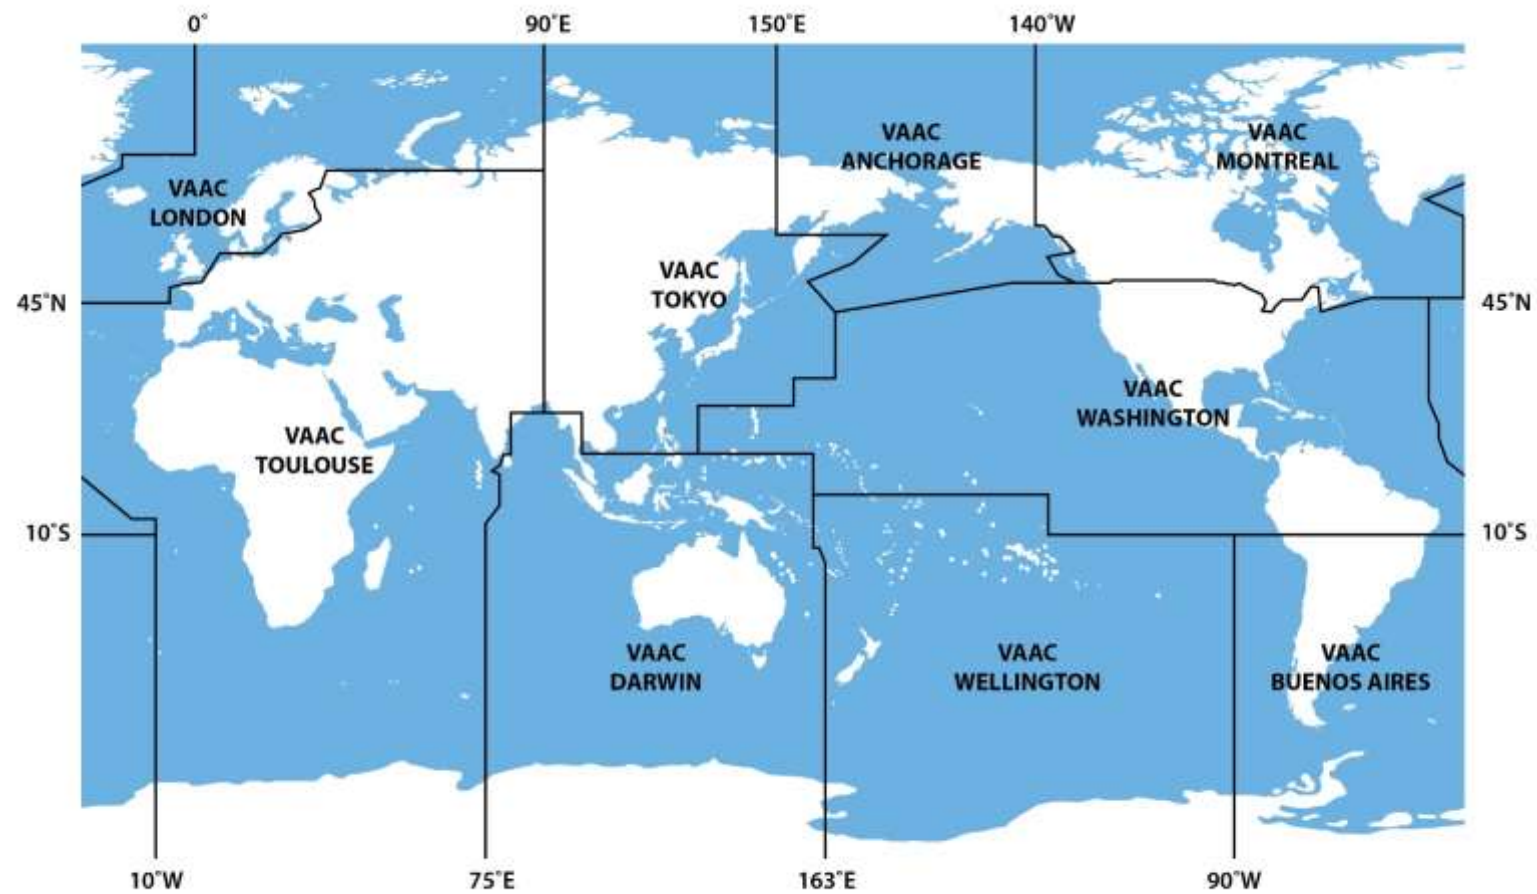 0° 90°E 150°E 140°W
VAAC
ANCHORAGE
VAAC
MONTREAL
VAAC
LONDON
VAAC
TOKYO
45°N 45°N
VAAC
WASHINGTON
VAAC
TOULOUSE
10°S 10°S
VAAC
DARWIN
VAAC
WELLINGTON
VAAC
BUENOS AIRES
10°W 75°E 163°E 90°W